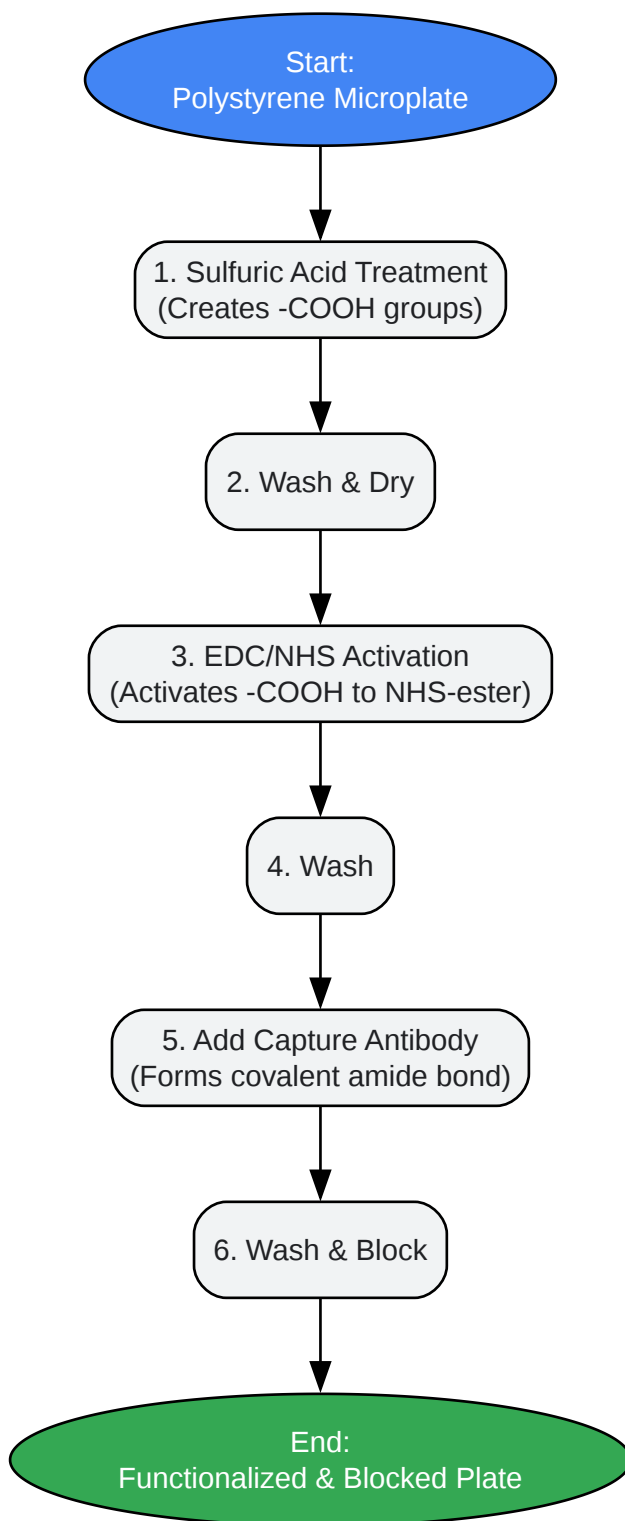 Start:
Polystyrene Microplate
1. Sulfuric Acid Treatment
(Creates -COOH groups)
2. Wash & Dry
3. EDC/NHS Activation
(Activates -COOH to NHS-ester)
4. Wash
5. Add Capture Antibody
(Forms covalent amide bond)
6. Wash & Block
End:
Functionalized & Blocked Plate